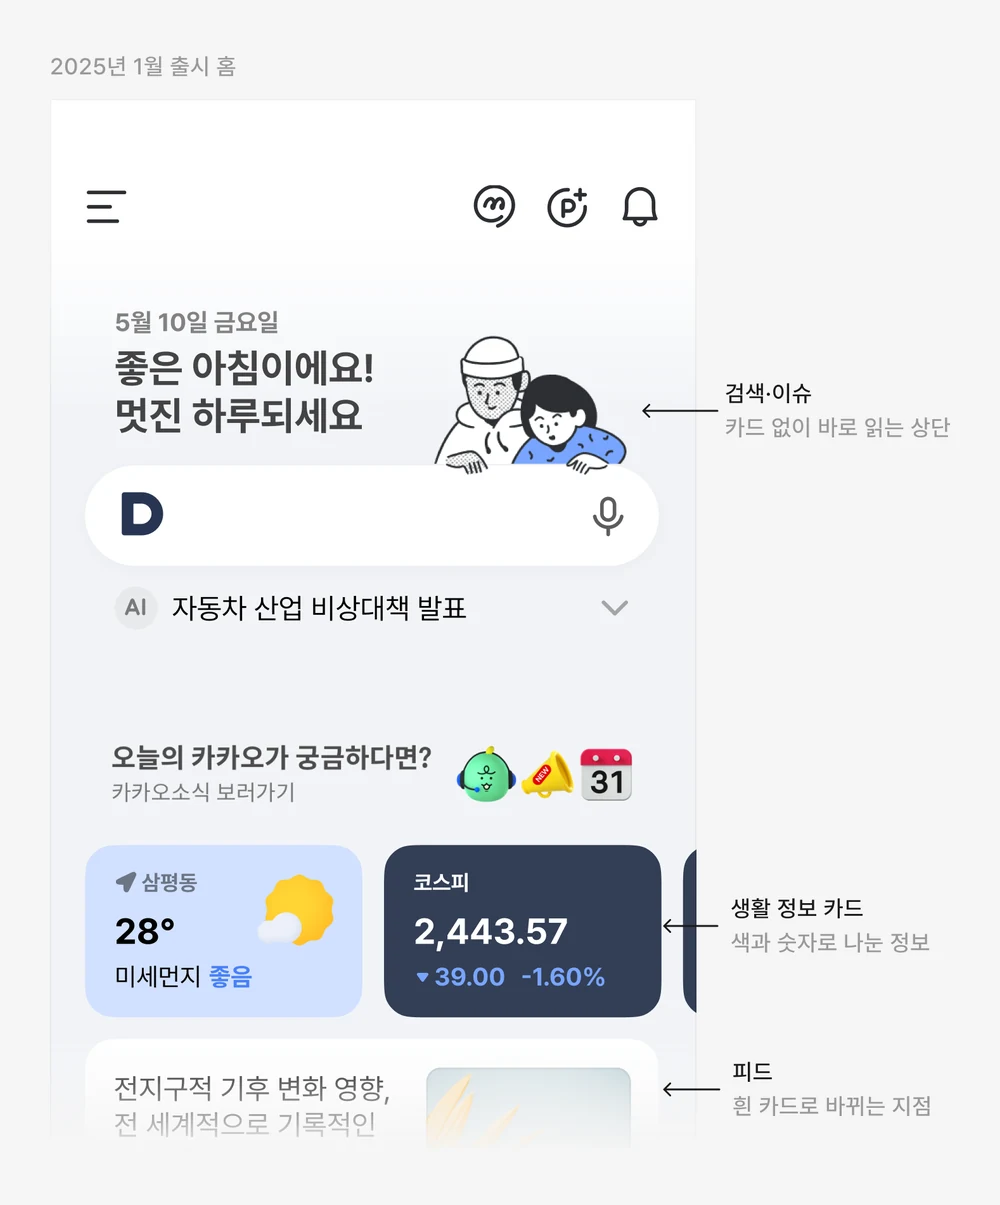 2025년 1월 출시 홈
m P+
5월 10일 금요일
좋은 아침이에요!
멋진 하루되세요
검색·이슈
카드 없이 바로 읽는 상단
D
AI 자동차 산업 비상대책 발표
오늘의 카카오가 궁금하다면?
카카오소식 보러가기
NEW
31
삼평동
28°
미세먼지 좋음
코스피
2,443.57
▼39.00 -1.60%
생활 정보 카드
색과 숫자로 나눈 정보
피드
흰 카드로 바뀌는 지점
전지구적 기후 변화 영향,
전 세계적으로 기록적인